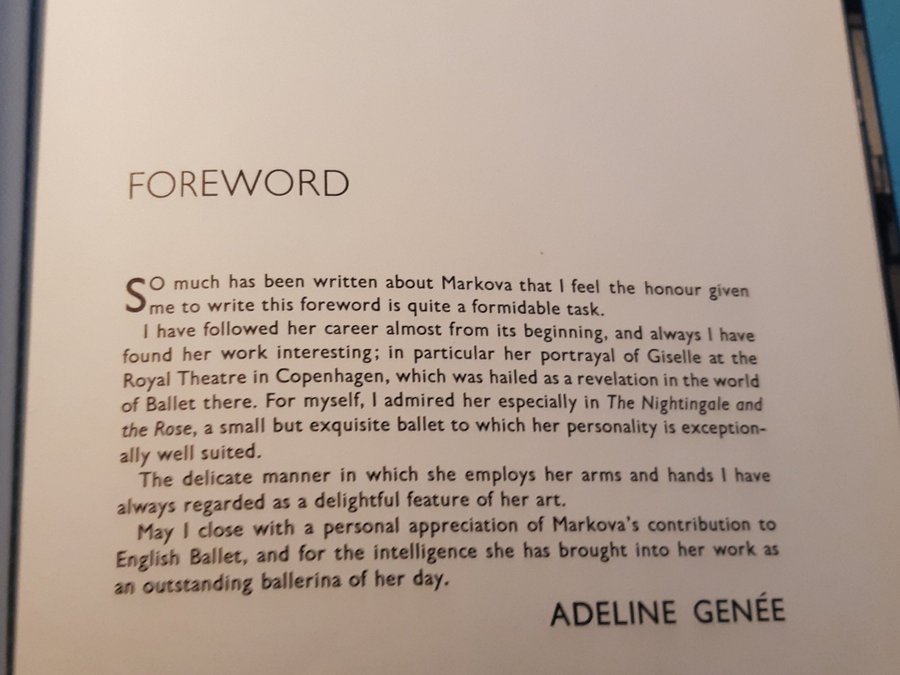 FOREWORD
SO much has been written about Markova that I feel the honour given
me to write this foreword is quite a formidable task.
I have followed her career almost from its beginning, and always I have
found her work interesting; in particular her portrayal of Giselle at the
Royal Theatre in Copenhagen, which was hailed as a revelation in the world
of Ballet there. For myself, I admired her especially in The Nightingale and
the Rose, a small but exquisite ballet to which her personality is exception-
ally well suited.
The delicate manner in which she employs her arms and hands I have
always regarded as a delightful feature of her art.
May I close with a personal appreciation of Markova's contribution to
English Ballet, and for the intelligence she has brought into her work as
an outstanding ballerina of her day.
ADELINE GENÉE